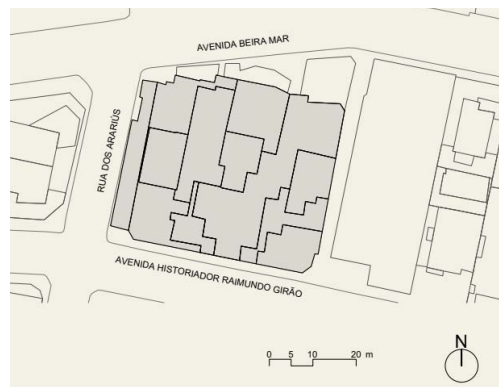 AVENIDA BEIRA MAR
RUA DOS ARARIÚS
AVENIDA HISTORIADOR RAIMUNDO GIRÃO
N
0 5 10 20 m